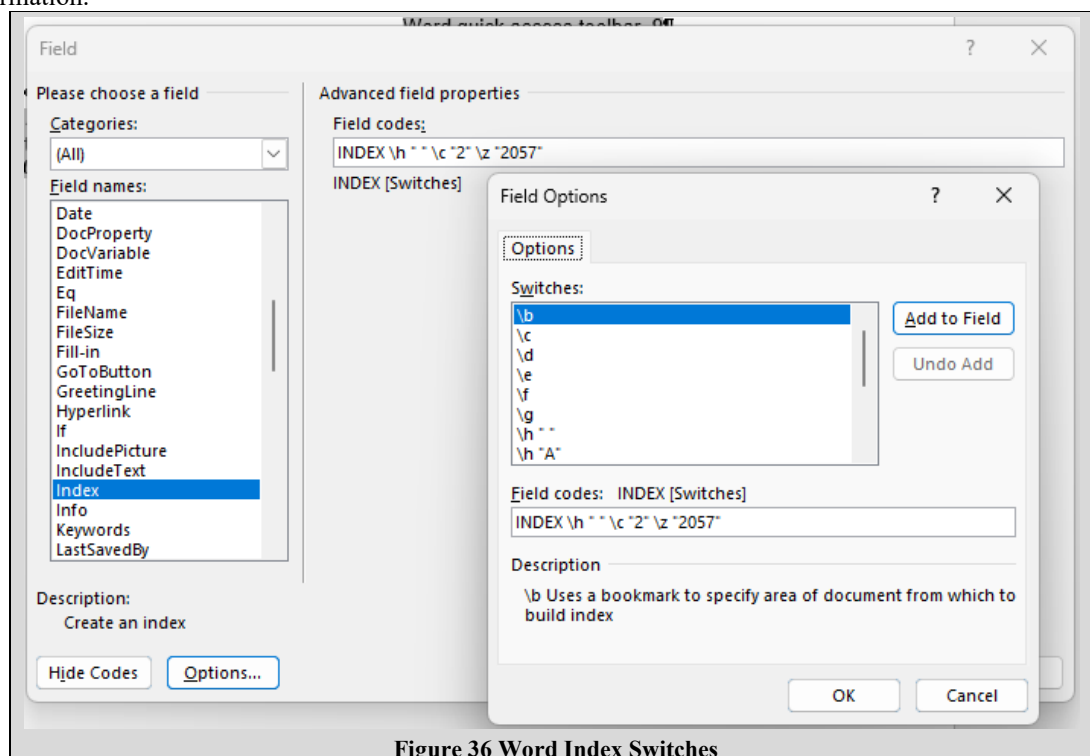 rmation.
Word quick access toolbar, 9¶
Field ? ×
Please choose a field
Categories:
(All)
Field names:
Date
DocProperty
DocVariable
EditTime
Eq
FileName
FileSize
Fill-in
GoToButton
GreetingLine
Hyperlink
If
IncludePicture
IncludeText
Index
Info
Keywords
LastSavedBy
Description:
Create an index
Hide Codes Options...
Advanced field properties
Field codes:
INDEX \h " " \c "2" \z "2057"
INDEX [Switches]
Field Options ? ×
Options
Switches:
\b
\c
\d
\e
\f
\g
\h " "
\h "A"
Add to Field
Undo Add
Field codes: INDEX [Switches]
INDEX \h " " \c "2" \z "2057"
Description
\b Uses a bookmark to specify area of document from which to
build index
OK Cancel
Figure 36 Word Index Switches